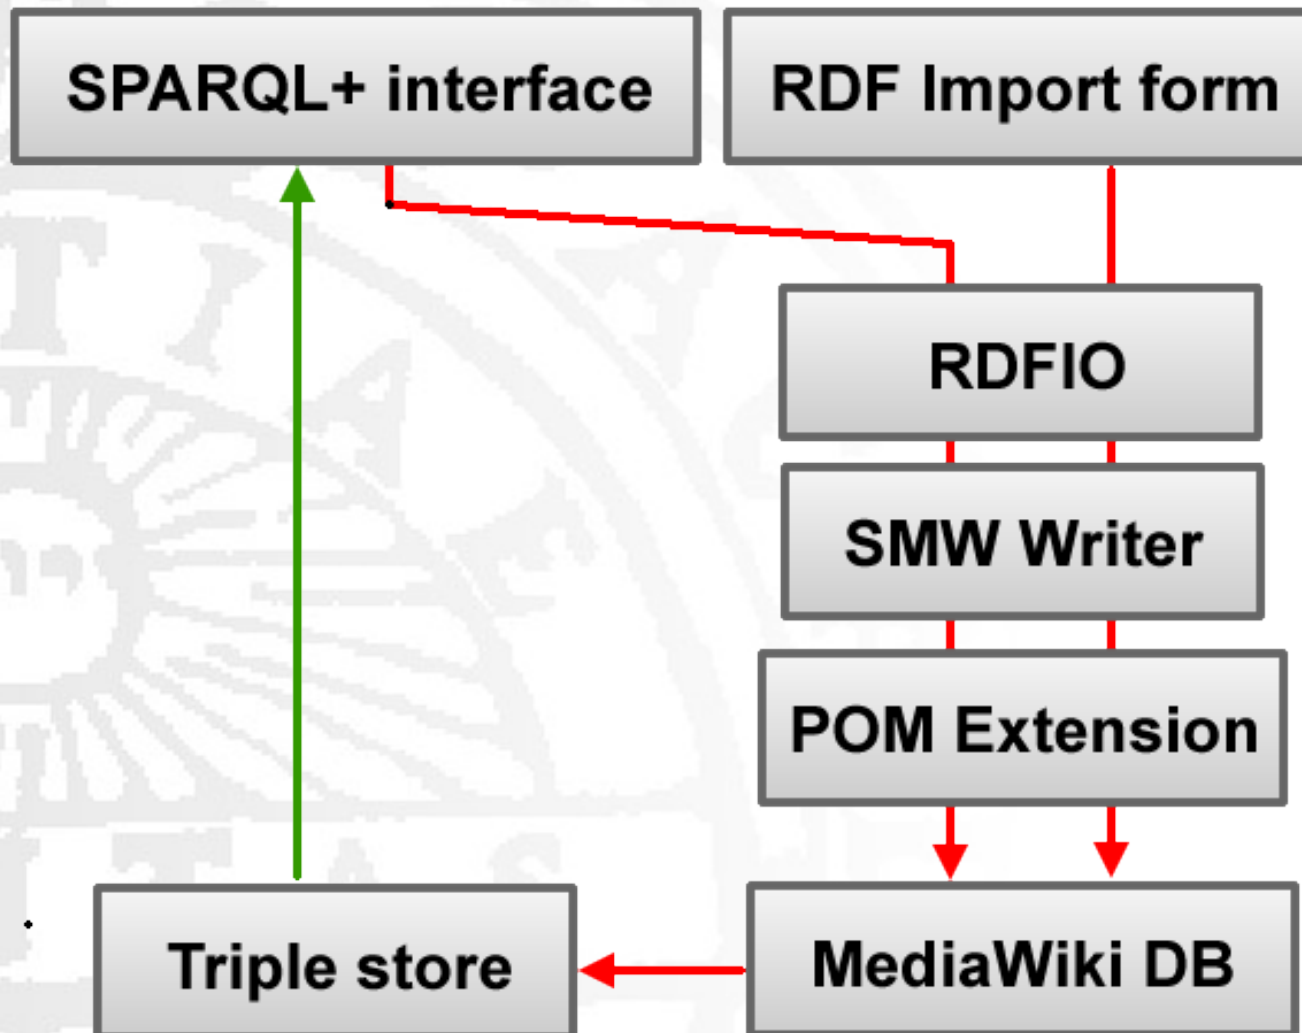 SPARQL+ interface
RDF Import form
RDFIO
SMW Writer
POM Extension
Triple store
MediaWiki DB